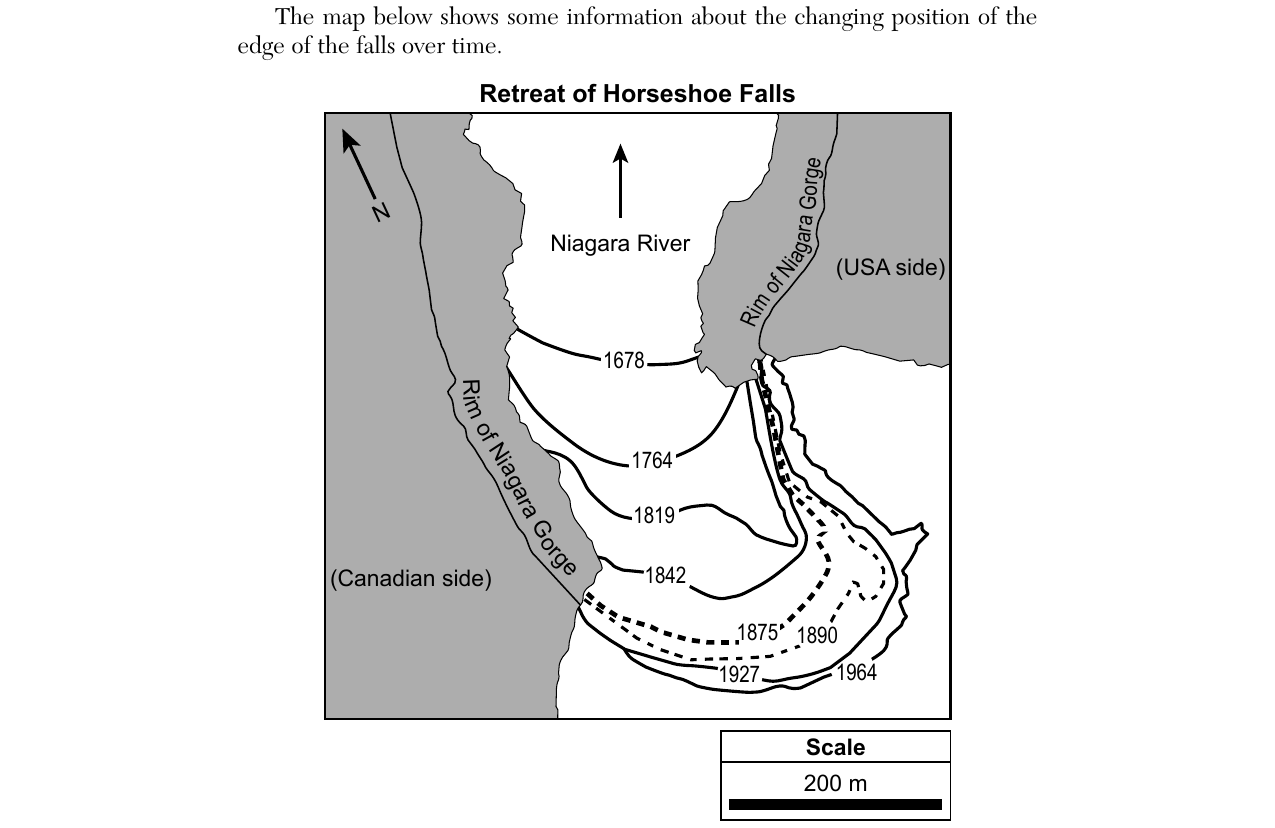 The map below shows some information about the changing position of the
edge of the falls over time.
Retreat of Horseshoe Falls
N
Niagara River
Rim of Niagara Gorge
(USA side)
1678
Rim of Niagara Gorge
1764
1819
(Canadian side)
1842
1875
1890
1927
1964
Scale
200 m